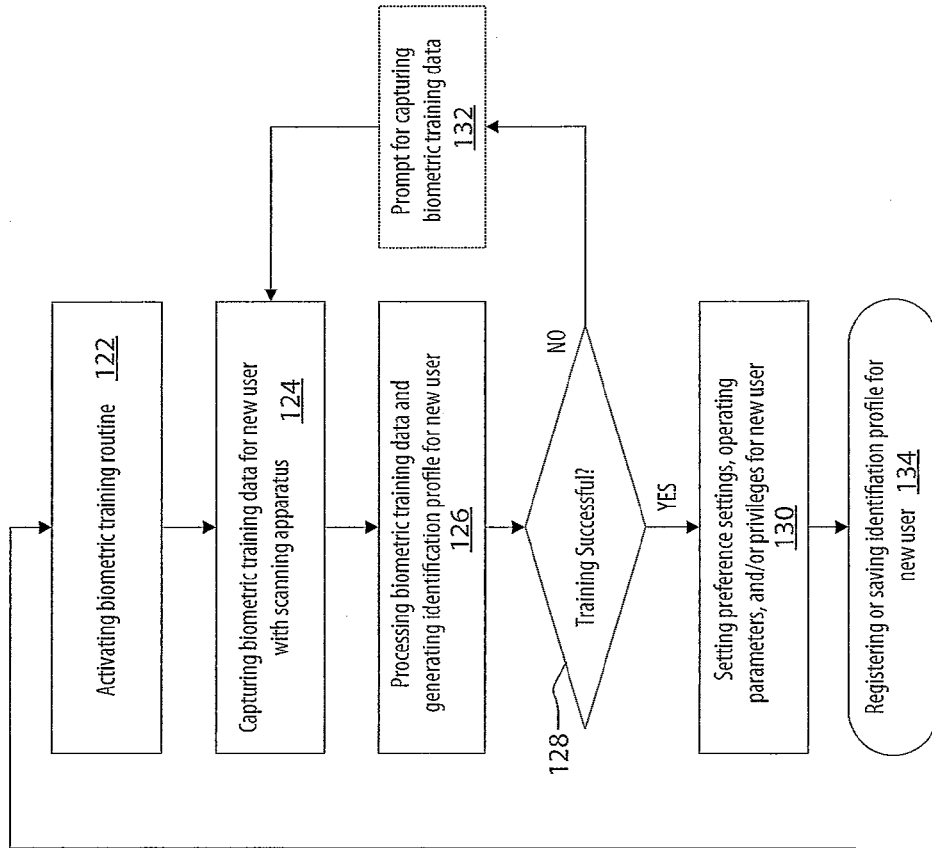 Activating biometric training routine 122
Capturing biometric training data for new user
with scanning apparatus 124
Processing biometric training data and
generating identification profile for new user
126
Training Successful?
128
NO
Prompt for capturing
biometric training data
132
YES
Setting preference settings, operating
parameters, and/or privileges for new user
130
Registering or saving identifiation profile for
new user 134